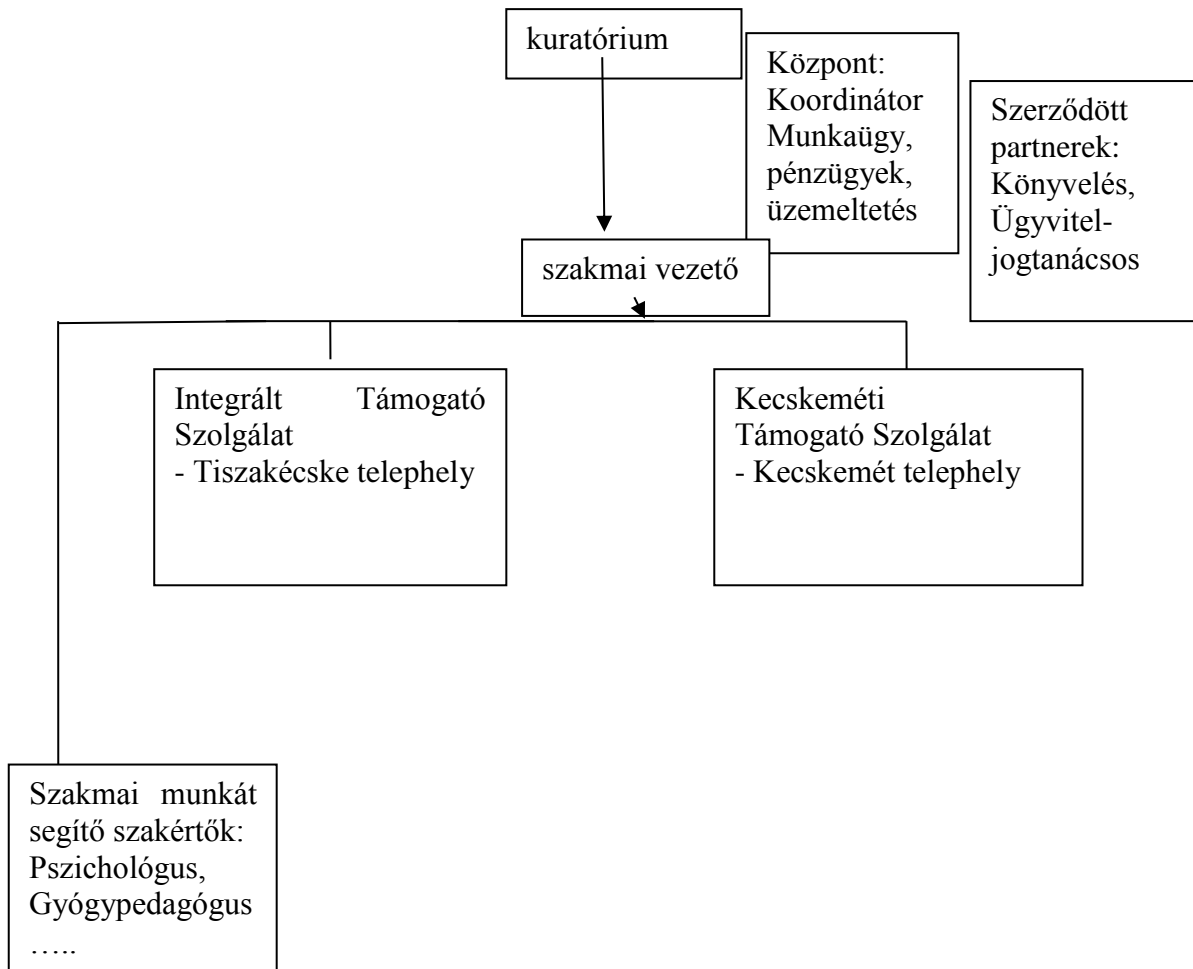 kuratórium
Központ:
Koordinátor
Munkaügy,
pénzügyek,
üzemeltetés
Szerződött
partnerek:
Könyvelés,
Ügyvitel-
jogtanácsos
szakmai vezető
Integrált Támogató
Szolgálat
- Tiszakécske telephely
Kecskeméti
Támogató Szolgálat
- Kecskemét telephely
Szakmai munkát
segítő szakértők:
Pszichológus,
Gyógypedagógus
…..